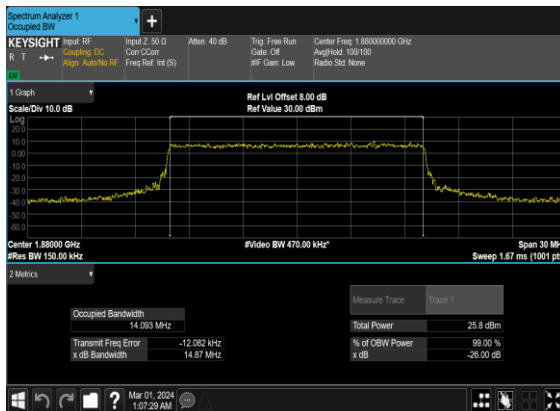 Spectrum Analyzer 1
Occupied BW
KEYSIGHT
R T
Input: RF
Coupling: DC
Align: Auto/No RF
Input Z: 50 Ω
Corr CCorr
Freq Ref: Int (S)
Atten: 40 dB
Trig: Free Run
Gate: Off
#IF Gain: Low
Center Freq: 1.880000000 GHz
Avg|Hold: 100/100
Radio Std: None
1 Graph
Scale/Div 10.0 dB
Ref Lvl Offset 8.00 dB
Ref Value 30.00 dBm
Log
20.0
10.0
0.00
-10.0
-20.0
-30.0
-40.0
-50.0
-60.0
Center 1.88000 GHz
#Res BW 150.00 kHz
#Video BW 470.00 kHz*
Span 30 MH
Sweep 1.67 ms (1001 pts
2 Metrics
Measure Trace Trace 1
Occupied Bandwidth
14.093 MHz
Total Power 25.8 dBm
Transmit Freq Error -12.082 kHz
% of OBW Power 99.00 %
x dB Bandwidth 14.87 MHz
x dB -26.00 dB
Mar 01, 2024
1:07:29 AM